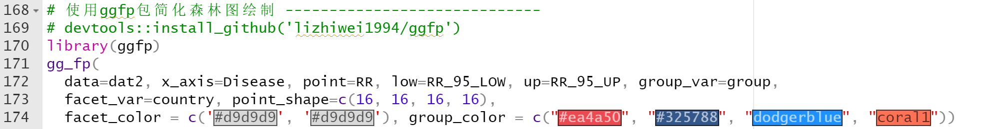 168 # 使用ggfp包简化森林图绘制 -----------------------------
169 # devtools::install_github('lizhiwei1994/ggfp')
170 library(ggfp)
171 gg_fp(
172   data=dat2, x_axis=Disease, point=RR, low=RR_95_LOW, up=RR_95_UP, group_var=group,
173   facet_var=country, point_shape=c(16, 16, 16, 16),
174   facet_color = c('#d9d9d9', '#d9d9d9'), group_color = c("#ea4a50", "#325788", "dodgerblue", "coral1"))